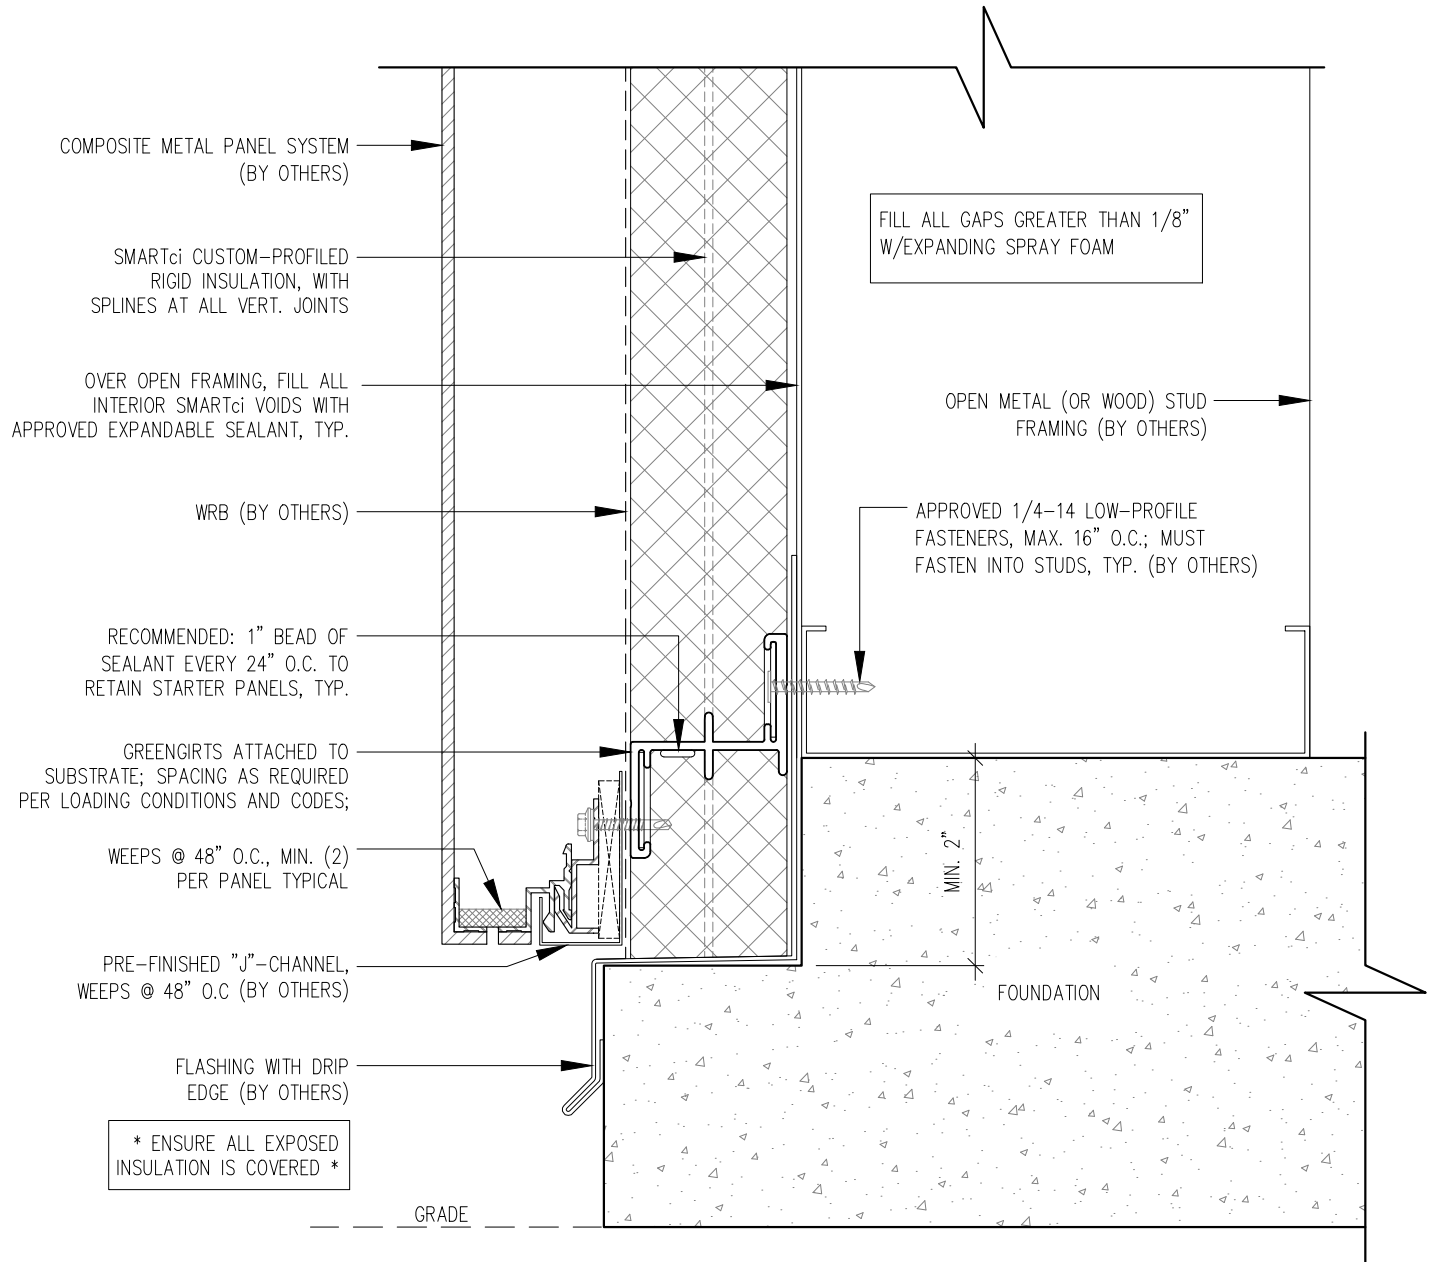 COMPOSITE METAL PANEL SYSTEM
(BY OTHERS)
SMARTci CUSTOM-PROFILED
RIGID INSULATION, WITH
SPLINES AT ALL VERT. JOINTS
OVER OPEN FRAMING, FILL ALL
INTERIOR SMARTci VOIDS WITH
APPROVED EXPANDABLE SEALANT, TYP.
WRB (BY OTHERS)
RECOMMENDED: 1" BEAD OF
SEALANT EVERY 24" O.C. TO
RETAIN STARTER PANELS, TYP.
GREENGIRTS ATTACHED TO
SUBSTRATE; SPACING AS REQUIRED
PER LOADING CONDITIONS AND CODES;
WEEPS @ 48" O.C., MIN. (2)
PER PANEL TYPICAL
PRE-FINISHED "J"-CHANNEL,
WEEPS @ 48" O.C (BY OTHERS)
FLASHING WITH DRIP
EDGE (BY OTHERS)
* ENSURE ALL EXPOSED
INSULATION IS COVERED *
GRADE
FILL ALL GAPS GREATER THAN 1/8"
W/EXPANDING SPRAY FOAM
OPEN METAL (OR WOOD) STUD
FRAMING (BY OTHERS)
APPROVED 1/4-14 LOW-PROFILE
FASTENERS, MAX. 16" O.C.; MUST
FASTEN INTO STUDS, TYP. (BY OTHERS)
MIN. 2"
FOUNDATION